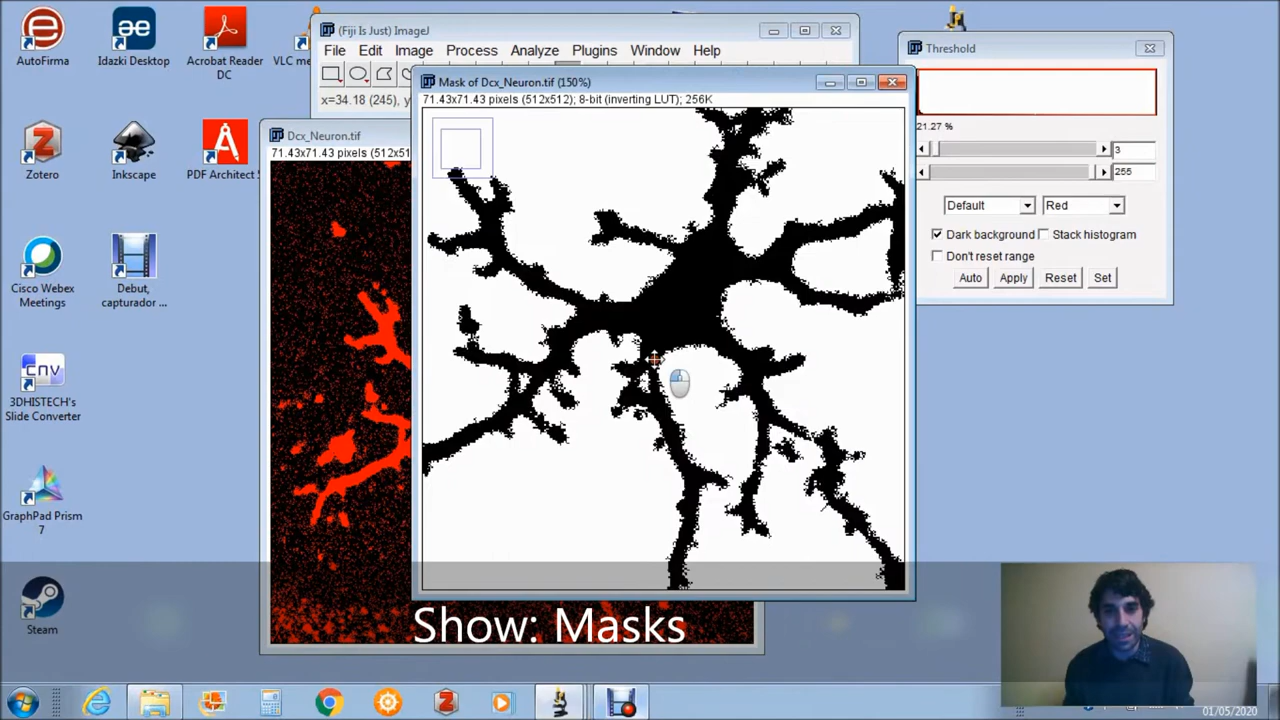 AutoFirma
Idazki Desktop
Acrobat Reader
DC
Zotero
Inkscape
PDF Architect
Cisco Webex
Meetings
Debut,
capturador ...
3DHISTECH's
Slide Converter
GraphPad Prism
7
Steam
(Fiji Is Just) ImageJ
File Edit Image Process Analyze Plugins Window Help
x=34.18 (245), y
Dcx_Neuron.tif
71.43x71.43 pixels (512x51
Mask of Dcx_Neuron.tif (150%)
71.43x71.43 pixels (512x512); 8-bit (inverting LUT); 256K
Threshold
21.27 %
3
255
Default Red
Dark background Stack histogram
Don't reset range
Auto Apply Reset Set
Show: Masks
01/05/2020